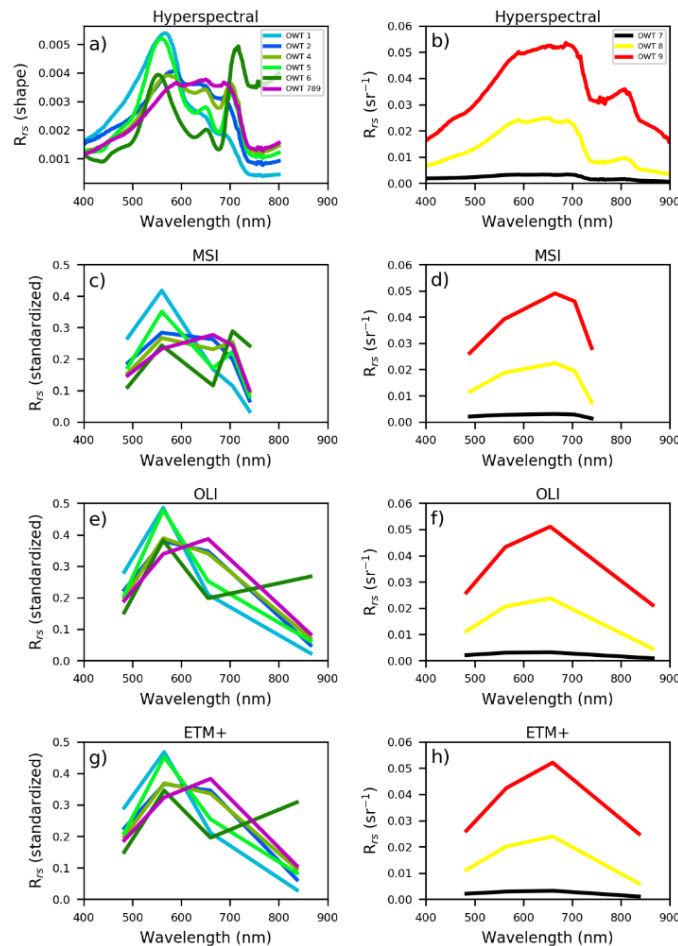 Hyperspectral
a)
R_rs (shape)
0.005
0.004
0.003
0.002
0.001
OWT 1
OWT 2
OWT 4
OWT 5
OWT 6
OWT 789
400 500 600 700 800 900
Wavelength (nm)
Hyperspectral
b)
R_rs (sr⁻¹)
0.06
0.05
0.04
0.03
0.02
0.01
0.00
OWT 7
OWT 8
OWT 9
400 500 600 700 800 900
Wavelength (nm)
MSI
c)
R_rs (standardized)
0.5
0.4
0.3
0.2
0.1
0.0
400 500 600 700 800 900
Wavelength (nm)
MSI
d)
R_rs (sr⁻¹)
0.06
0.05
0.04
0.03
0.02
0.01
0.00
400 500 600 700 800 900
Wavelength (nm)
OLI
e)
R_rs (standardized)
0.5
0.4
0.3
0.2
0.1
0.0
400 500 600 700 800 900
Wavelength (nm)
OLI
f)
R_rs (sr⁻¹)
0.06
0.05
0.04
0.03
0.02
0.01
0.00
400 500 600 700 800 900
Wavelength (nm)
ETM+
g)
R_rs (standardized)
0.5
0.4
0.3
0.2
0.1
0.0
400 500 600 700 800 900
Wavelength (nm)
ETM+
h)
R_rs (sr⁻¹)
0.06
0.05
0.04
0.03
0.02
0.01
0.00
400 500 600 700 800 900
Wavelength (nm)